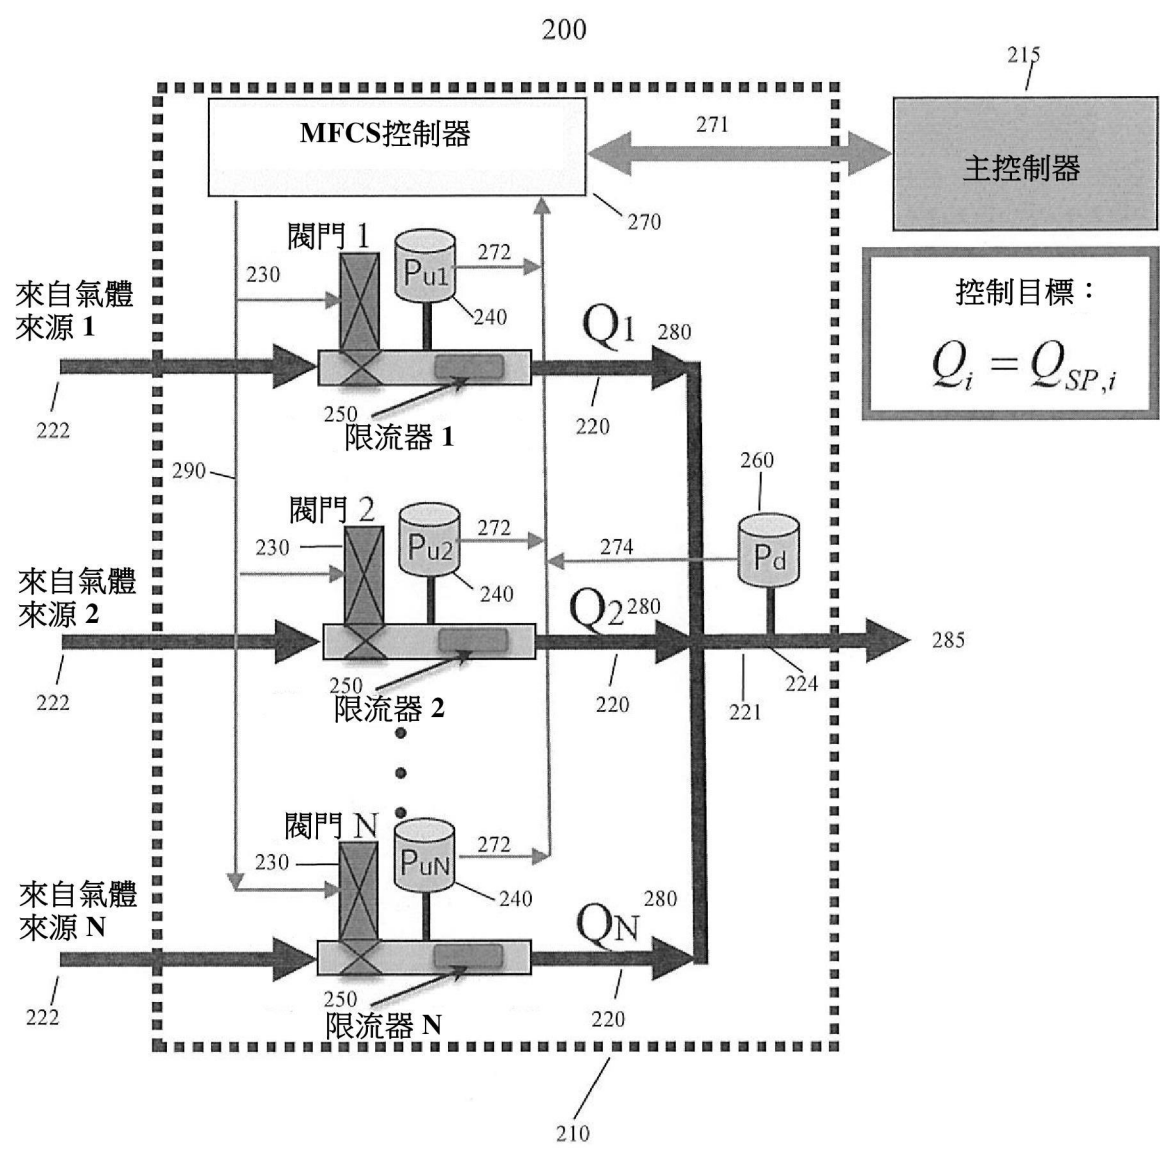 200
215
MFCS控制器
271
主控制器
270
閥門 1
230
Pu1
272
240
來自氣體
來源 1
Q1
280
控制目標：
Qi = QSP,i
222
250
限流器 1
220
290
閥門 2
230
Pu2
272
240
260
274
Pd
來自氣體
來源 2
Q2
280
285
222
250
限流器 2
220
221
224
閥門 N
230
PuN
272
240
來自氣體
來源 N
QN
280
222
250
限流器 N
220
210